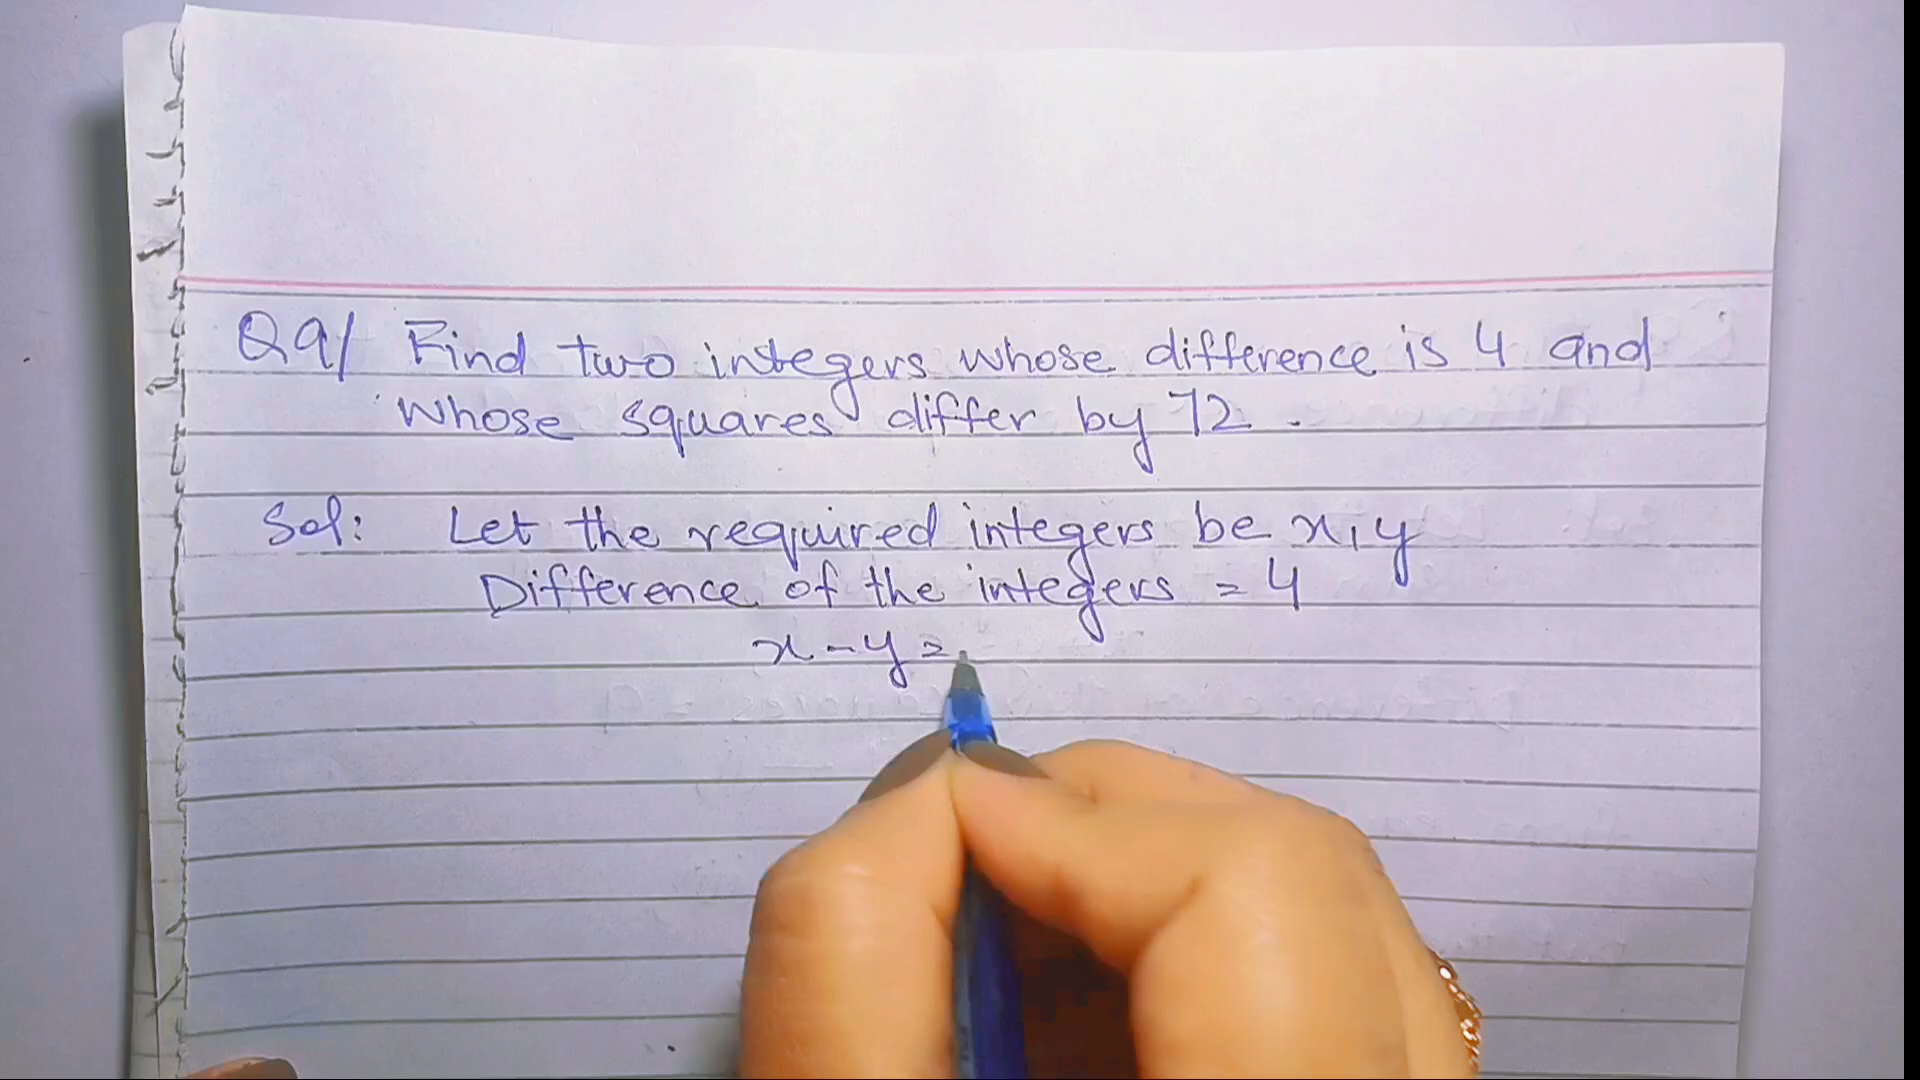 Q9/ Find two integers whose difference is 4 and
whose squares differ by 72.
Sol: Let the required integers be x, y
Difference of the integers = 4
x - y =